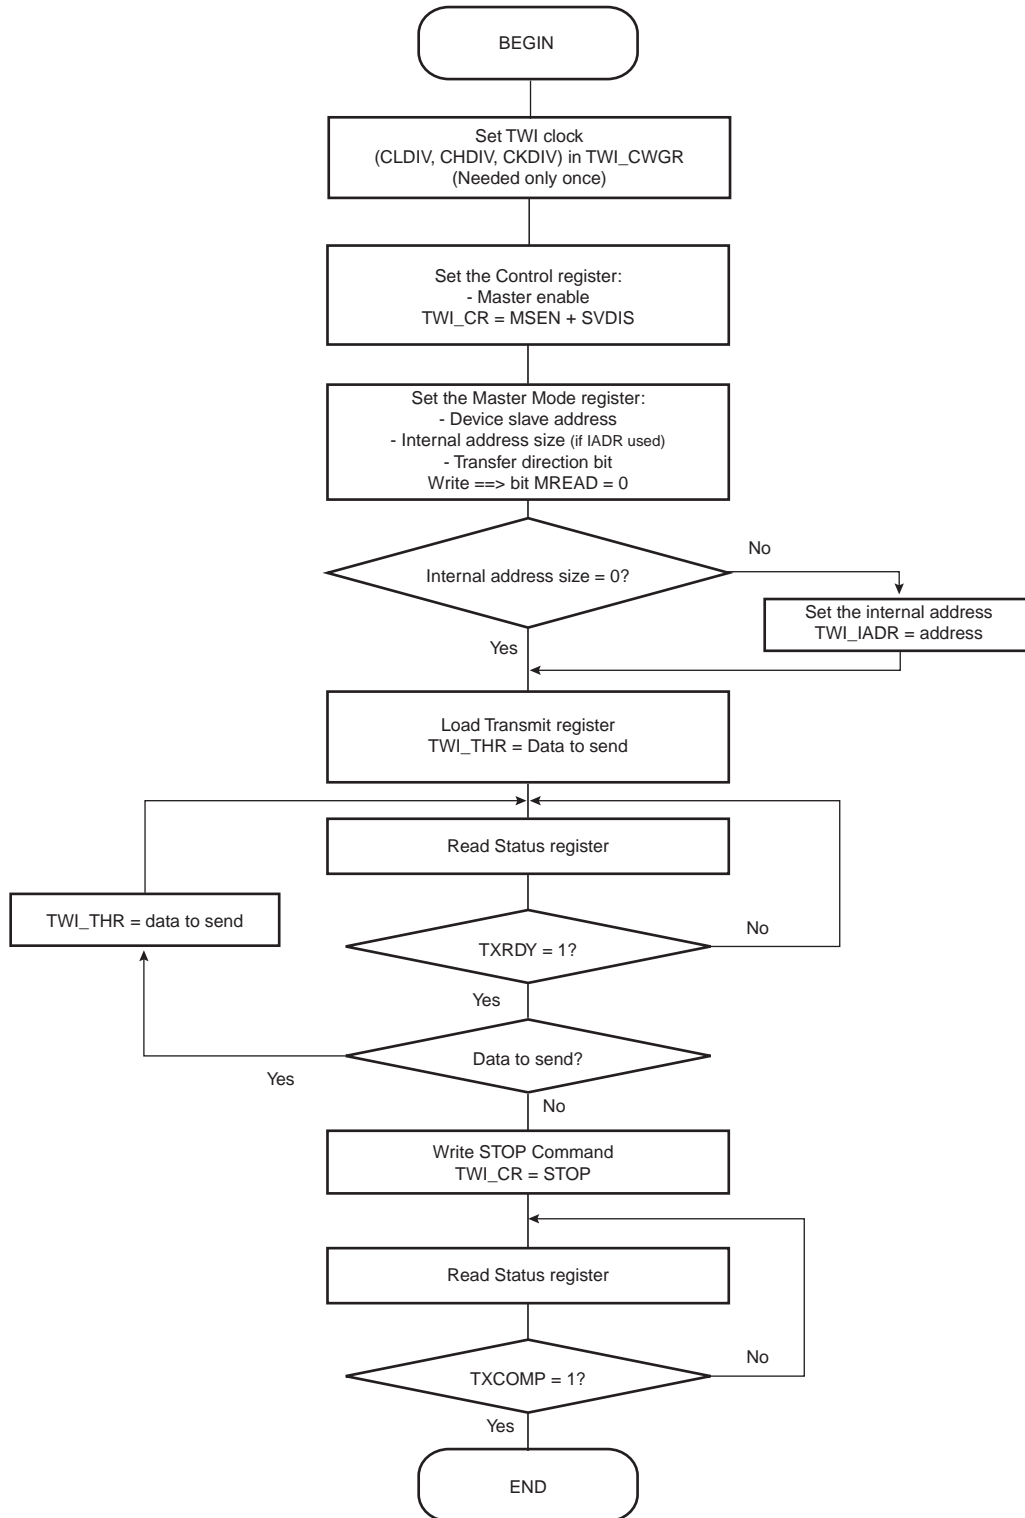 BEGIN
Set TWI clock
(CLDIV, CHDIV, CKDIV) in TWI_CWGR
(Needed only once)
Set the Control register:
- Master enable
TWI_CR = MSEN + SVDIS
Set the Master Mode register:
- Device slave address
- Internal address size (if IADR used)
- Transfer direction bit
Write ==> bit MREAD = 0
No
Internal address size = 0?
Set the internal address
TWI_IADR = address
Yes
Load Transmit register
TWI_THR = Data to send
Read Status register
TWI_THR = data to send
No
TXRDY = 1?
Yes
Data to send?
Yes
No
Write STOP Command
TWI_CR = STOP
Read Status register
No
TXCOMP = 1?
Yes
END